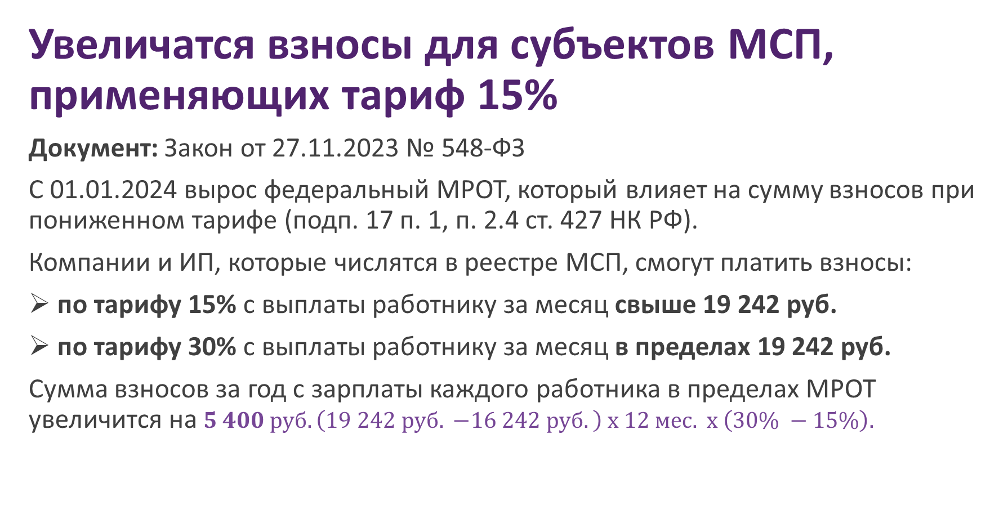 Увеличатся взносы для субъектов МСП,
применяющих тариф 15%
Документ: Закон от 27.11.2023 № 548-ФЗ
С 01.01.2024 вырос федеральный МРОТ, который влияет на сумму взносов при
пониженном тарифе (подп. 17 п. 1, п. 2.4 ст. 427 НК РФ).
Компании и ИП, которые числятся в реестре МСП, смогут платить взносы:
➢ по тарифу 15% с выплаты работнику за месяц свыше 19 242 руб.
➢ по тарифу 30% с выплаты работнику за месяц в пределах 19 242 руб.
Сумма взносов за год с зарплаты каждого работника в пределах МРОТ
увеличится на 5 400 руб. (19 242 руб. −16 242 руб. ) х 12 мес. х (30% − 15%).